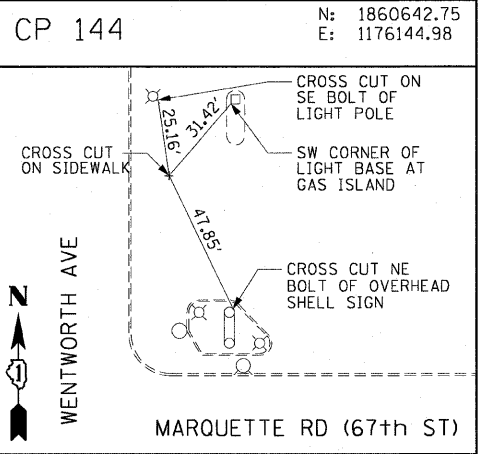 CP 144
N: 1860642.75
E: 1176144.98
CROSS CUT ON
SE BOLT OF
LIGHT POLE
25.16'
31.42'
CROSS CUT
ON SIDEWALK
SW CORNER OF
LIGHT BASE AT
GAS ISLAND
47.85'
CROSS CUT NE
BOLT OF OVERHEAD
SHELL SIGN
WENTWORTH AVE
N
1
MARQUETTE RD (67th ST)